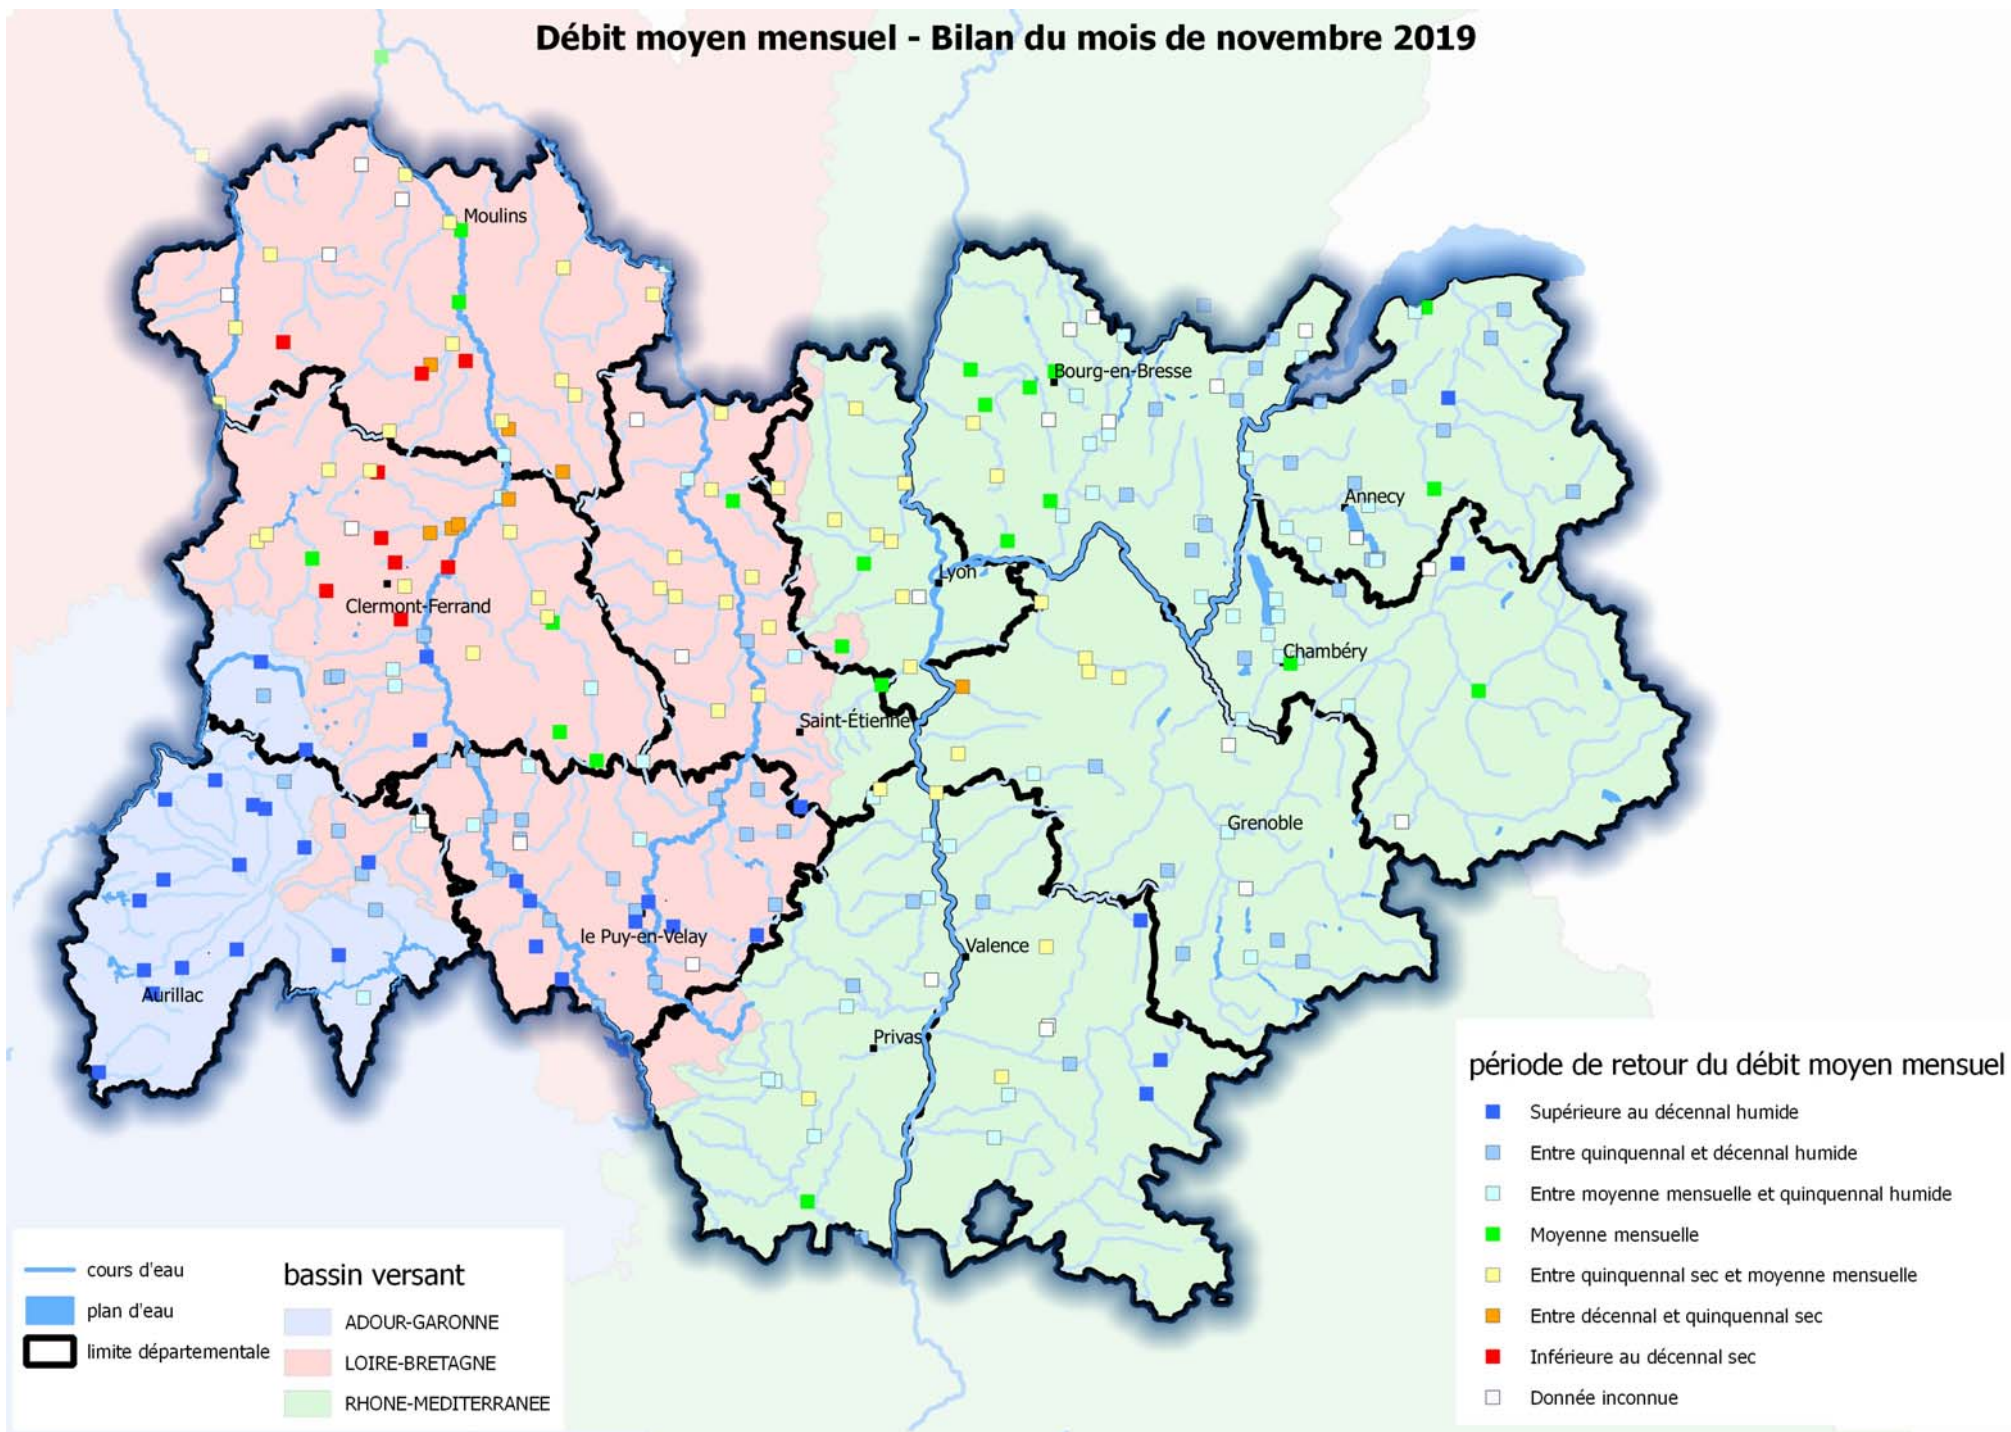 Débit moyen mensuel - Bilan du mois de novembre 2019
Moulins
Bourg-en-Bresse
Annecy
Lyon
Clermont-Ferrand
Chambéry
Saint-Étienne
Grenoble
le Puy-en-Velay
Valence
Aurillac
Privas
période de retour du débit moyen mensuel
Supérieure au décennal humide
Entre quinquennal et décennal humide
Entre moyenne mensuelle et quinquennal humide
Moyenne mensuelle
Entre quinquennal sec et moyenne mensuelle
Entre décennal et quinquennal sec
Inférieure au décennal sec
Donnée inconnue
cours d'eau
plan d'eau
limite départementale
bassin versant
ADOUR-GARONNE
LOIRE-BRETAGNE
RHONE-MEDITERRANEE